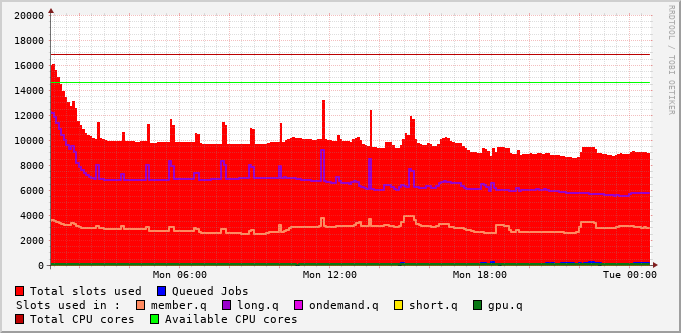 20000
18000
16000
14000
12000
10000
8000
6000
4000
2000
0
Mon 06:00 Mon 12:00 Mon 18:00 Tue 00:00
RRDTOOL / TOBI OETIKER
Total slots used Queued Jobs
Slots used in : member.q long.q ondemand.q short.q gpu.q
Total CPU cores Available CPU cores